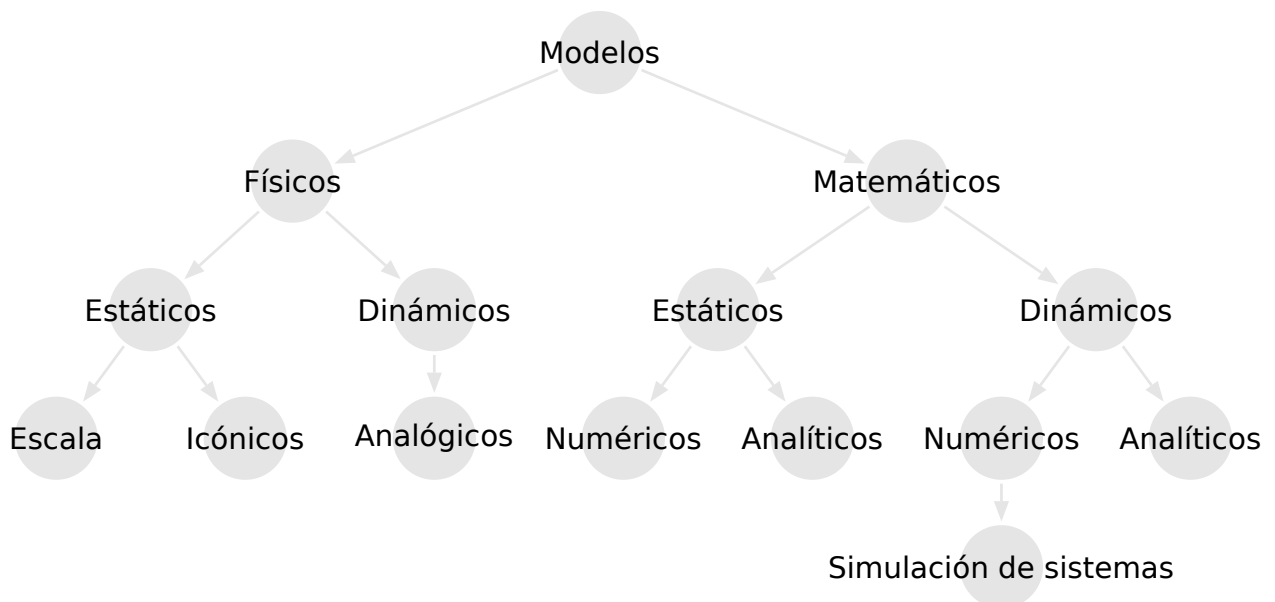 Modelos
Físicos
Matemáticos
Estáticos
Dinámicos
Estáticos
Dinámicos
Escala
Icónicos
Analógicos
Numéricos
Analíticos
Numéricos
Analíticos
Simulación de sistemas